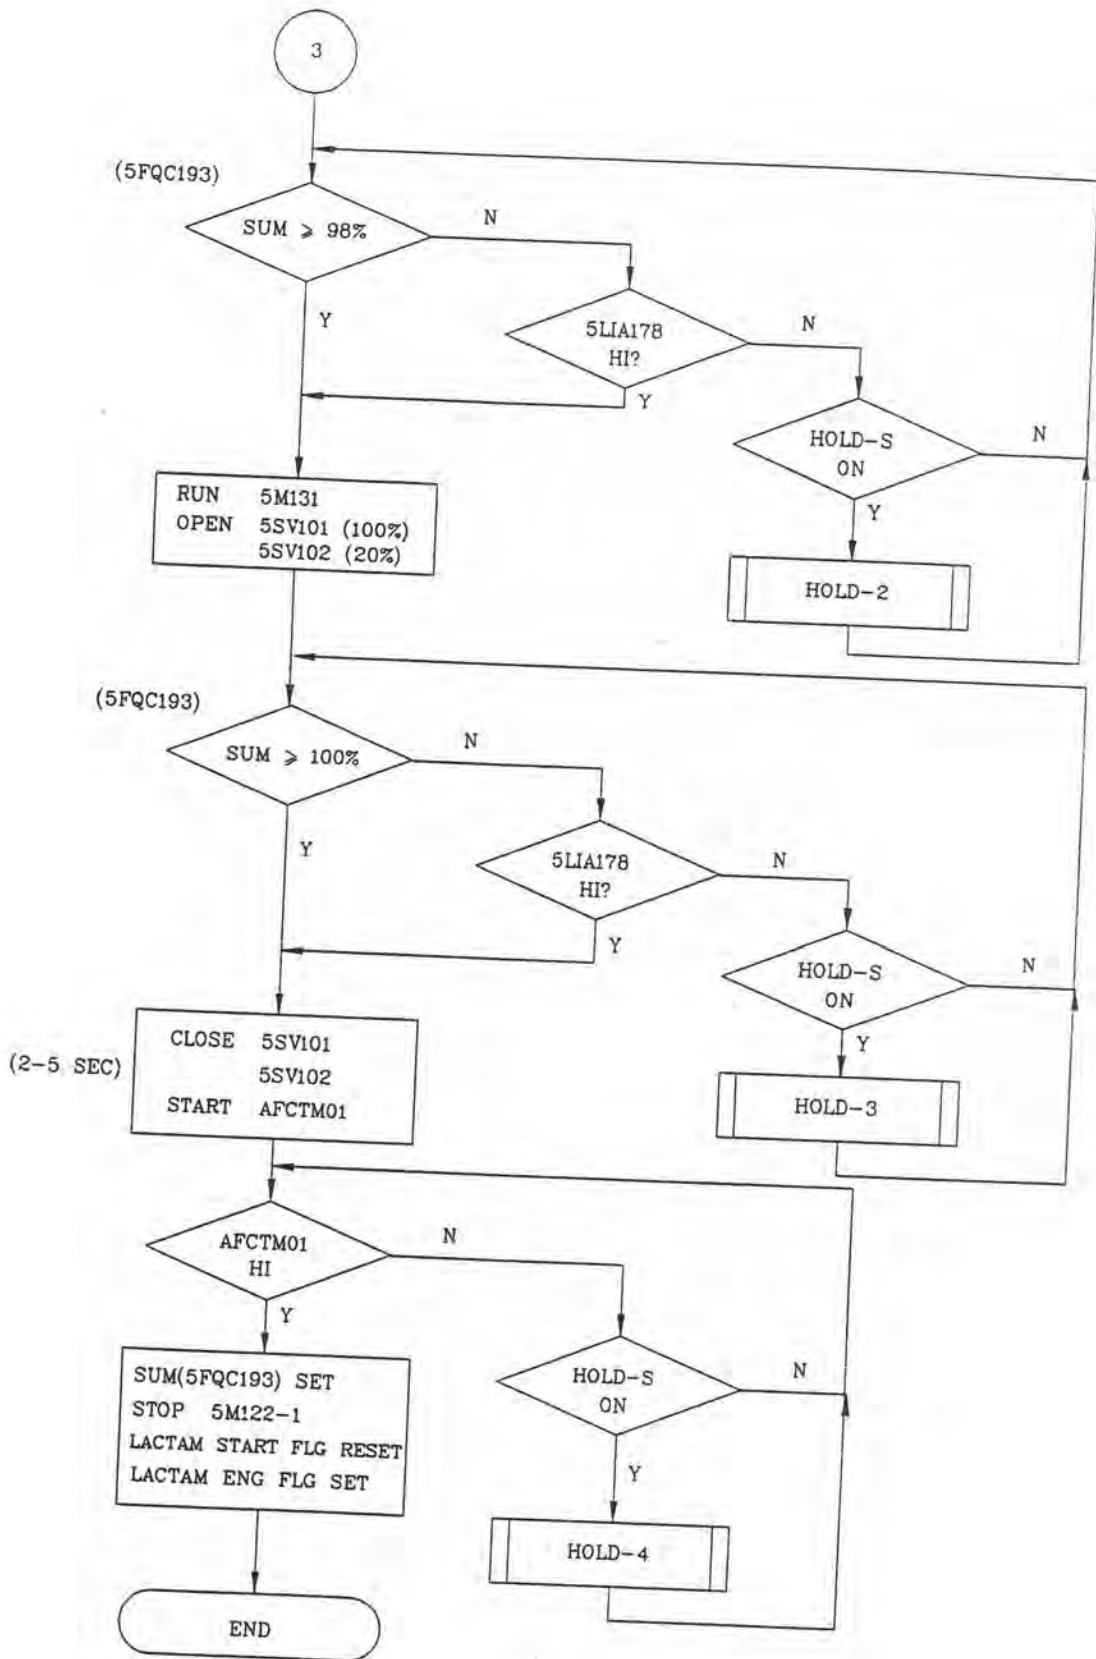 3
(5FQC193)
SUM ⩾ 98%
N
Y
5LIA178
HI?
N
Y
HOLD-S
ON
N
Y
RUN 5M131
OPEN 5SV101 (100%)
5SV102 (20%)
HOLD-2
(5FQC193)
SUM ⩾ 100%
N
Y
5LIA178
HI?
N
Y
HOLD-S
ON
N
Y
(2-5 SEC)
CLOSE 5SV101
5SV102
START AFCTM01
HOLD-3
AFCTM01
HI
N
Y
HOLD-S
ON
N
Y
SUM(5FQC193) SET
STOP 5M122-1
LACTAM START FLG RESET
LACTAM ENG FLG SET
HOLD-4
END